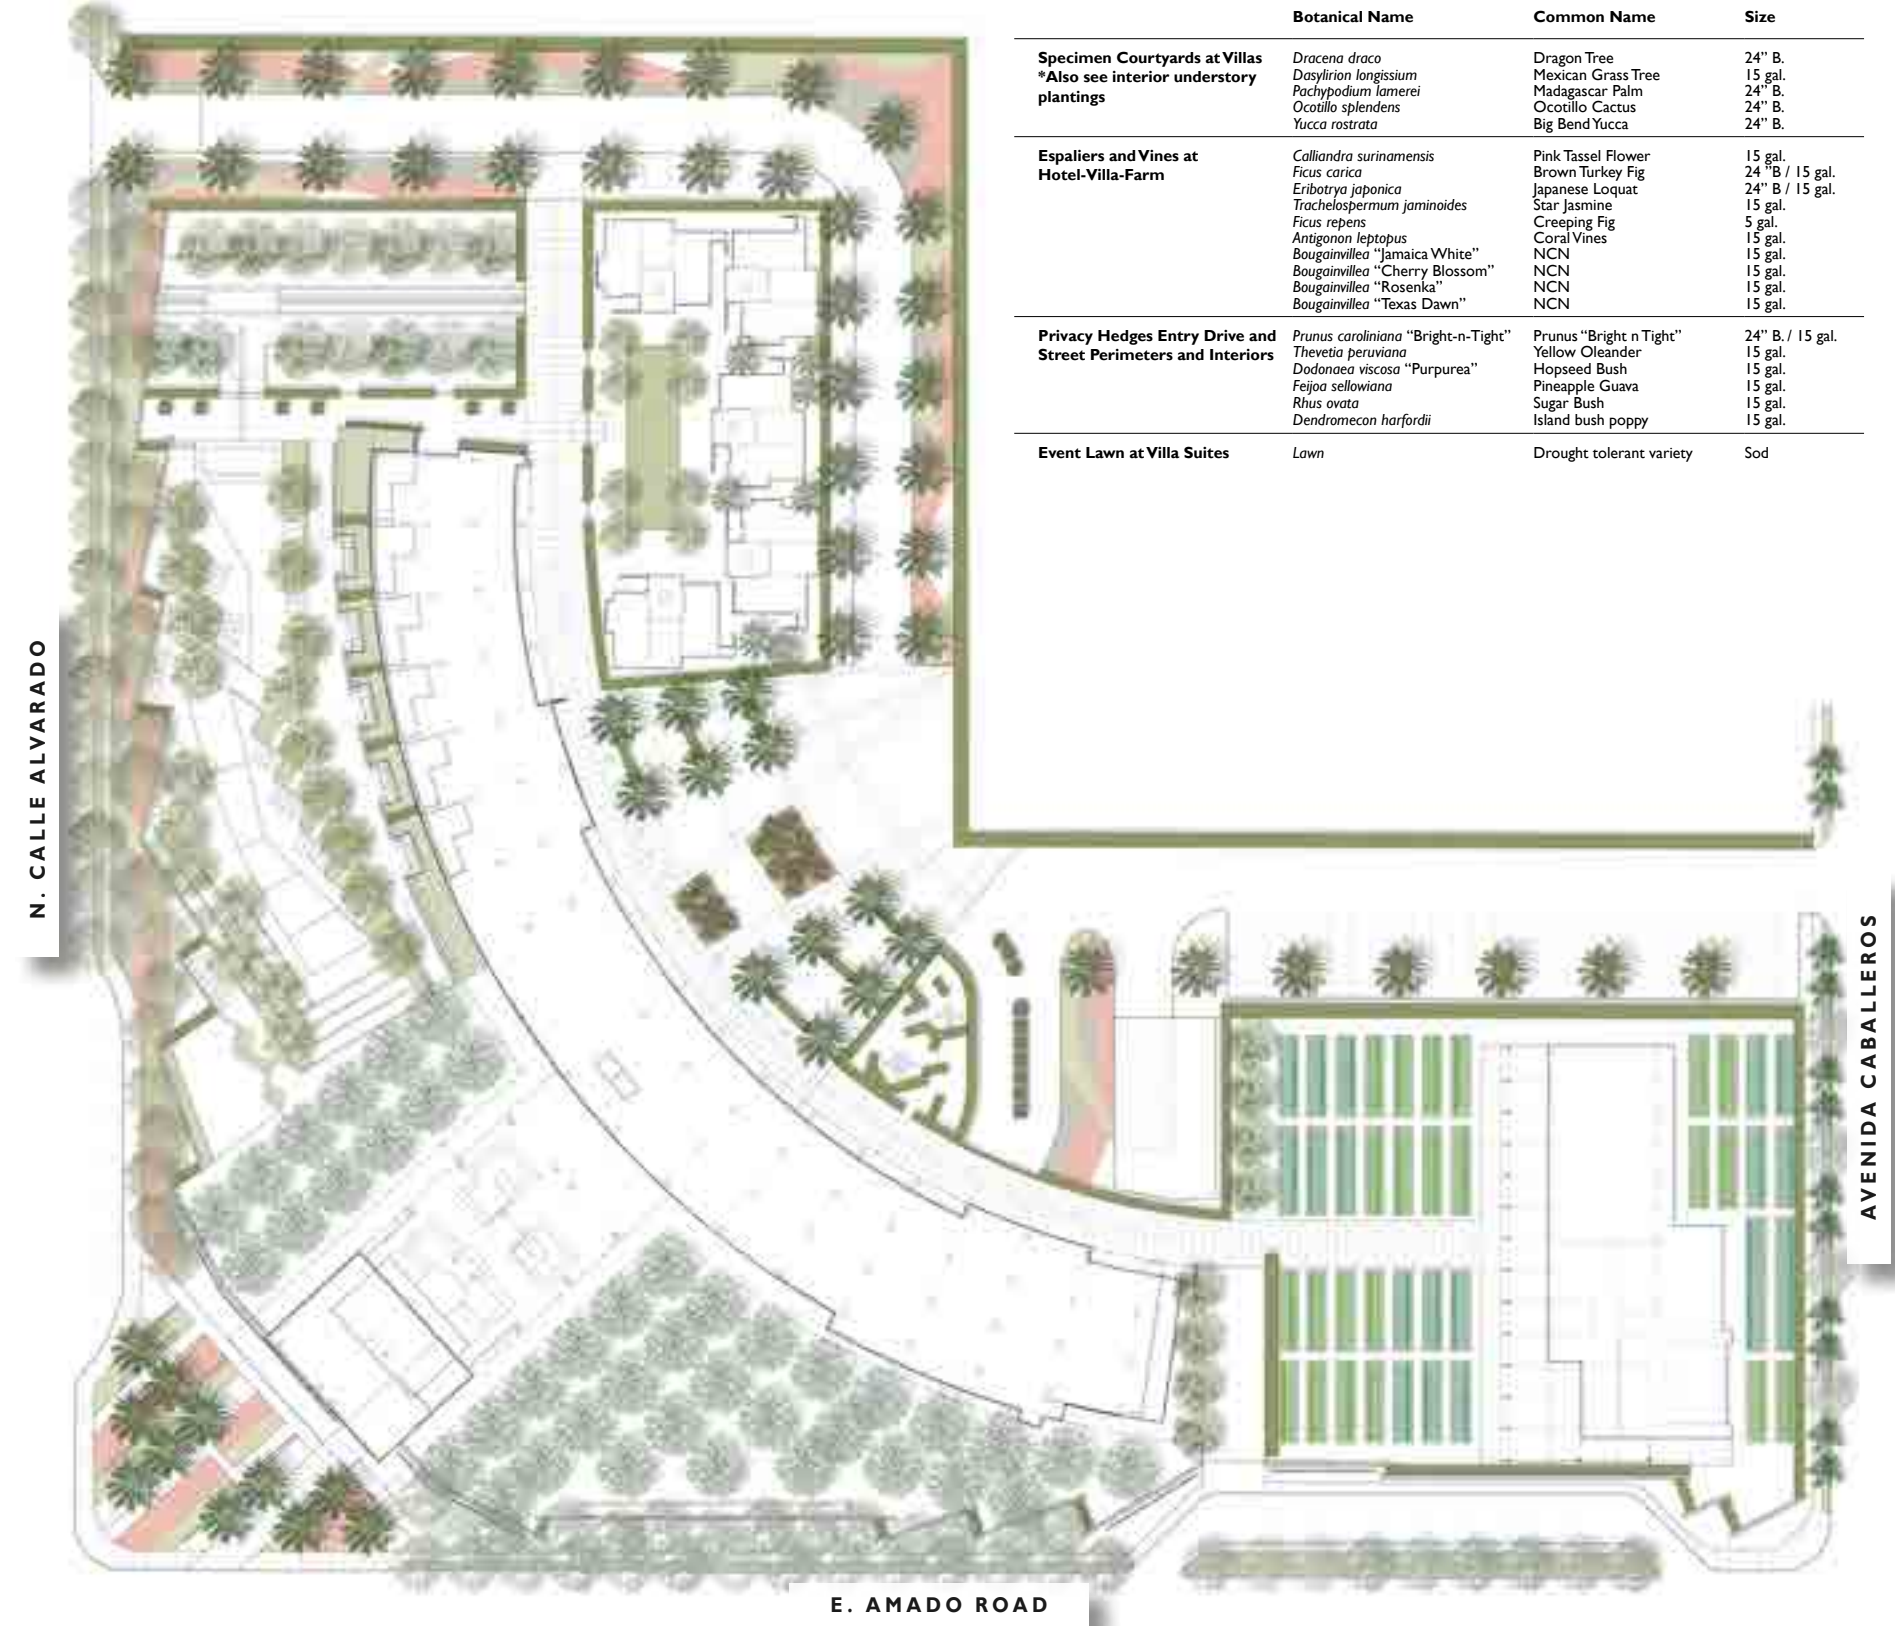 Botanical Name Common Name Size
Specimen Courtyards at Villas Dracena draco Dragon Tree 24” B.
*Also see interior understory Dasylirion longissium Mexican Grass Tree 15 gal.
plantings Pachypodium lamerei Madagascar Palm 24” B.
Ocotillo splendens Ocotillo Cactus 24” B.
Yucca rostrata Big Bend Yucca 24” B.
Espaliers and Vines at Calliandra surinamensis Pink Tassel Flower 15 gal.
Hotel-Villa-Farm Ficus carica Brown Turkey Fig 24 ”B / 15 gal.
Eribotrya japonica Japanese Loquat 24” B / 15 gal.
Trachelospermum jaminoides Star Jasmine 15 gal.
Ficus repens Creeping Fig 5 gal.
Antigonon leptopus Coral Vines 15 gal.
Bougainvillea “Jamaica White” NCN 15 gal.
Bougainvillea “Cherry Blossom” NCN 15 gal.
Bougainvillea “Rosenka” NCN 15 gal.
Bougainvillea “Texas Dawn” NCN 15 gal.
Privacy Hedges Entry Drive and Prunus caroliniana “Bright-n-Tight” Prunus “Bright n Tight” 24” B. / 15 gal.
Street Perimeters and Interiors Thevetia peruviana Yellow Oleander 15 gal.
Dodonaea viscosa “Purpurea” Hopseed Bush 15 gal.
Feijoa sellowiana Pineapple Guava 15 gal.
Rhus ovata Sugar Bush 15 gal.
Dendromecon harfordii Island bush poppy 15 gal.
Event Lawn at Villa Suites Lawn Drought tolerant variety Sod
N. CALLE ALVARADO
AVENIDA CABALLEROS
E. AMADO ROAD